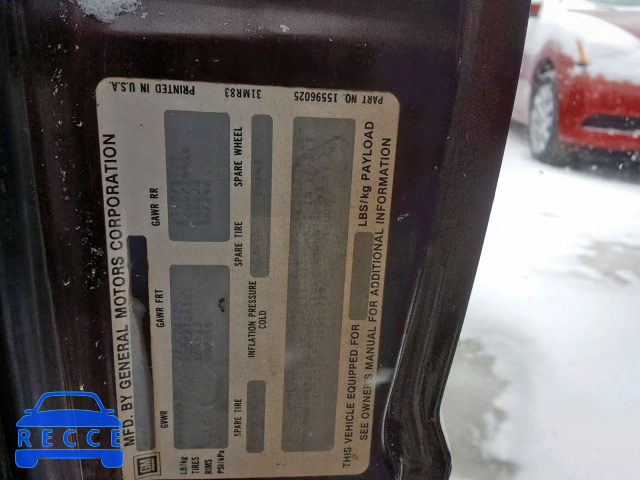 MFD. BY GENERAL MOTORS CORPORATION
PRINTED IN U.S.A.
31MR83
PART NO. 15596025
GVWR
GAWR FRT
GAWR RR
LB/kg
TIRES
RIMS
PSI/kPa
SPARE TIRE
SPARE TIRE
SPARE WHEEL
INFLATION PRESSURE
COLD
THIS VEHICLE EQUIPPED FOR
LBS/kg PAYLOAD
SEE OWNER'S MANUAL FOR ADDITIONAL INFORMATION
GM
RECCE